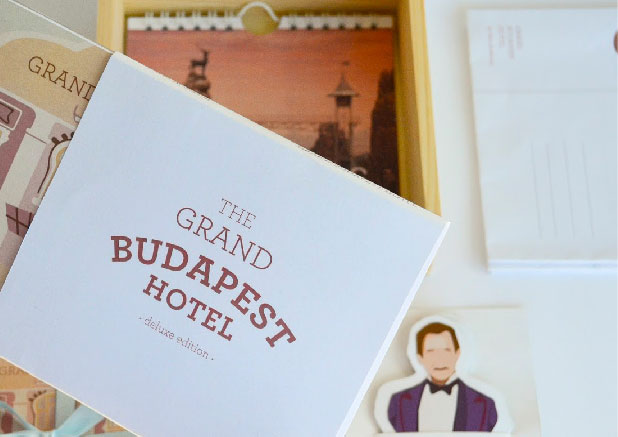 THE
GRAND
BUDAPEST
HOTEL
- deluxe edition -
GRAND